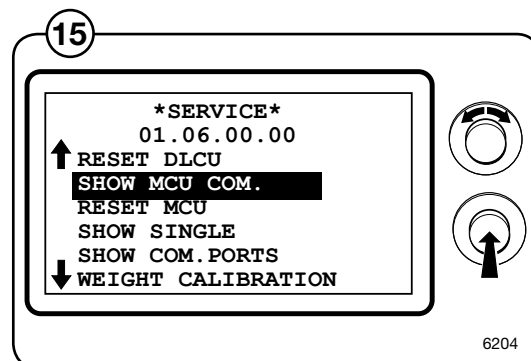 15
*SERVICE*
01.06.00.00
RESET DLCU
SHOW MCU COM.
RESET MCU
SHOW SINGLE
SHOW COM.PORTS
WEIGHT CALIBRATION
6204